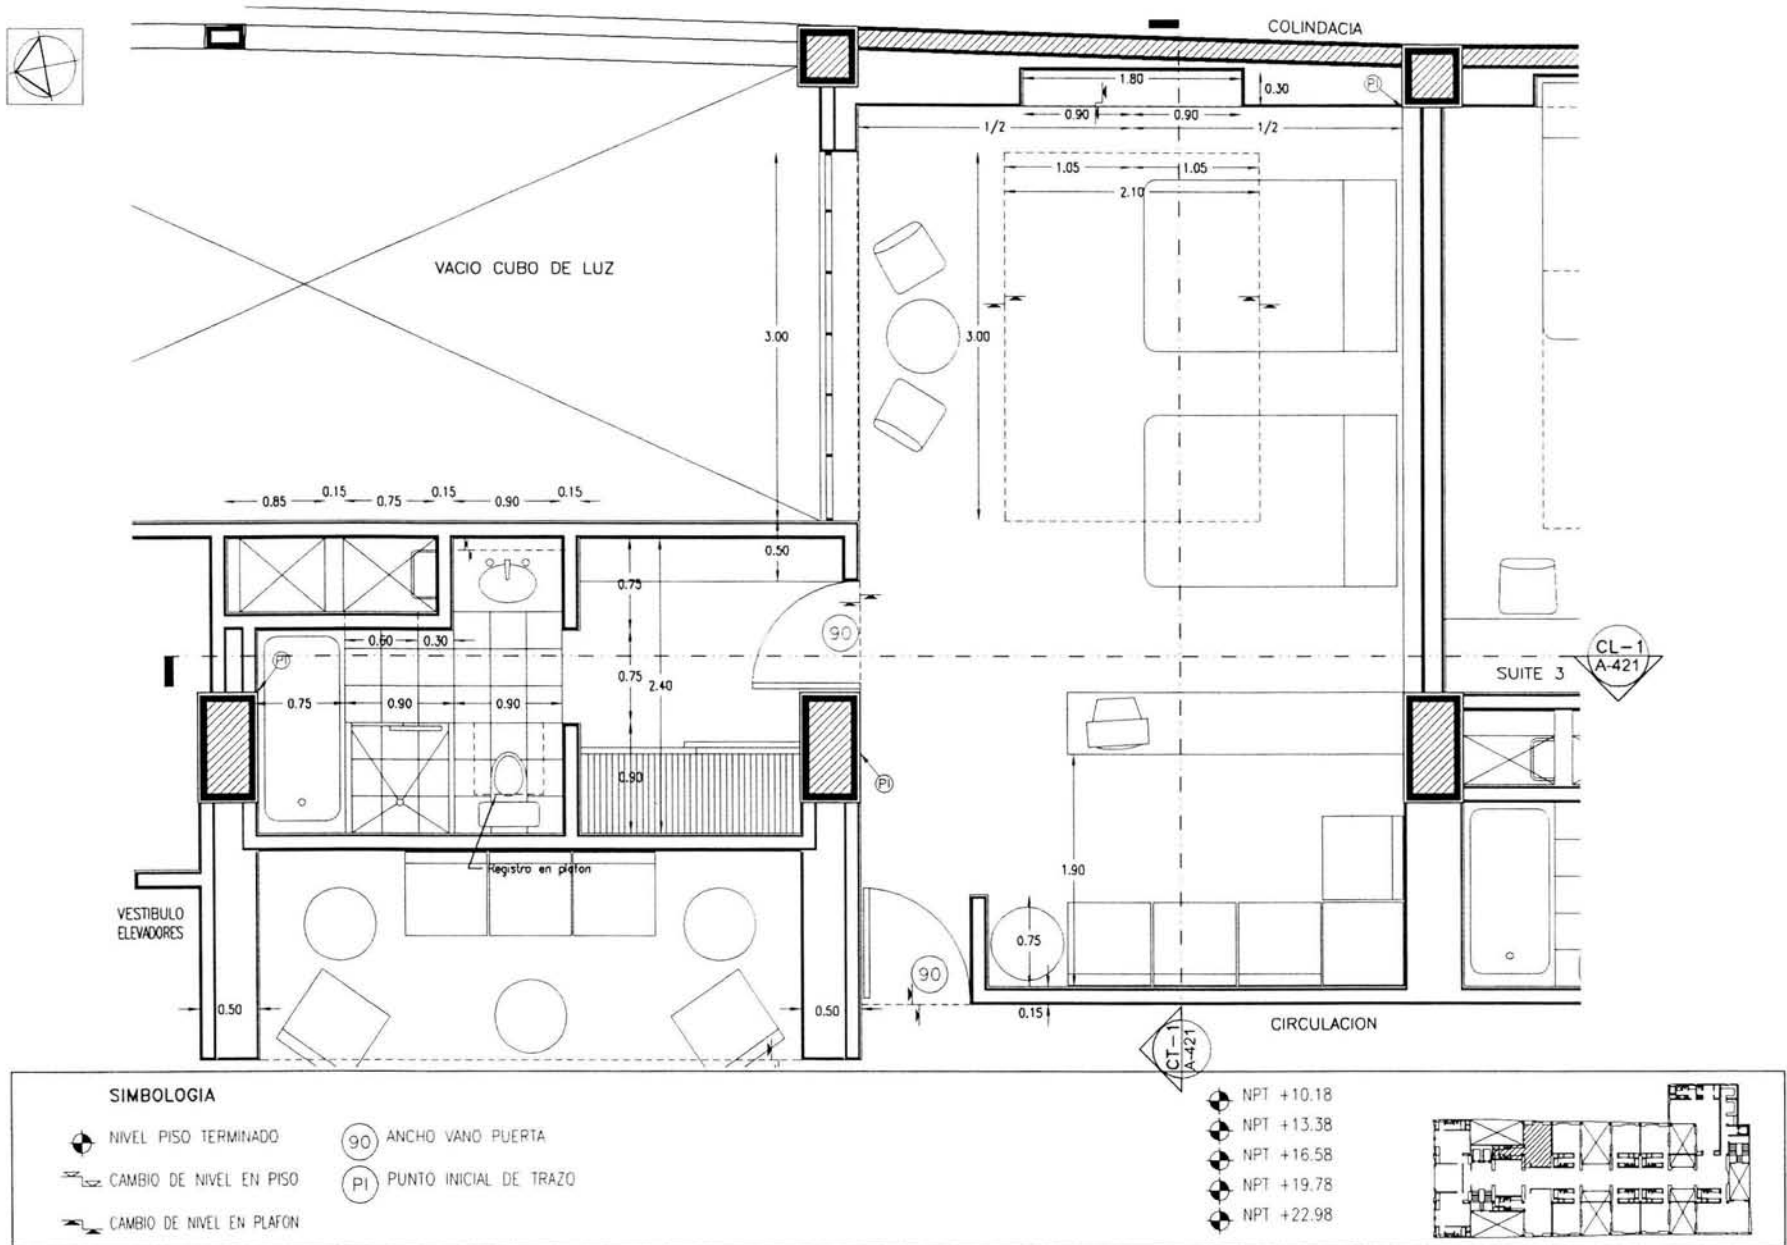 COLINDACIA
1.80
0.30
PI
0.90
0.90
1/2
1/2
1.05
1.05
2.10
VACIO CUBO DE LUZ
3.00
3.00
0.85
0.15
0.75
0.15
0.90
0.15
0.50
0.75
90
0.60
0.30
PI
0.75
2.40
CL-1
A-421
SUITE 3
0.75
0.90
0.90
0.90
PI
Registro en plafon
1.90
VESTIBULO
ELEVADORES
0.75
90
0.50
0.50
0.15
CIRCULACION
CT-1
A-421
SIMBOLOGIA
NIVEL PISO TERMINADO
90 ANCHO VANO PUERTA
CAMBIO DE NIVEL EN PISO
PI PUNTO INICIAL DE TRAZO
CAMBIO DE NIVEL EN PLAFON
NPT +10.18
NPT +13.38
NPT +16.58
NPT +19.78
NPT +22.98